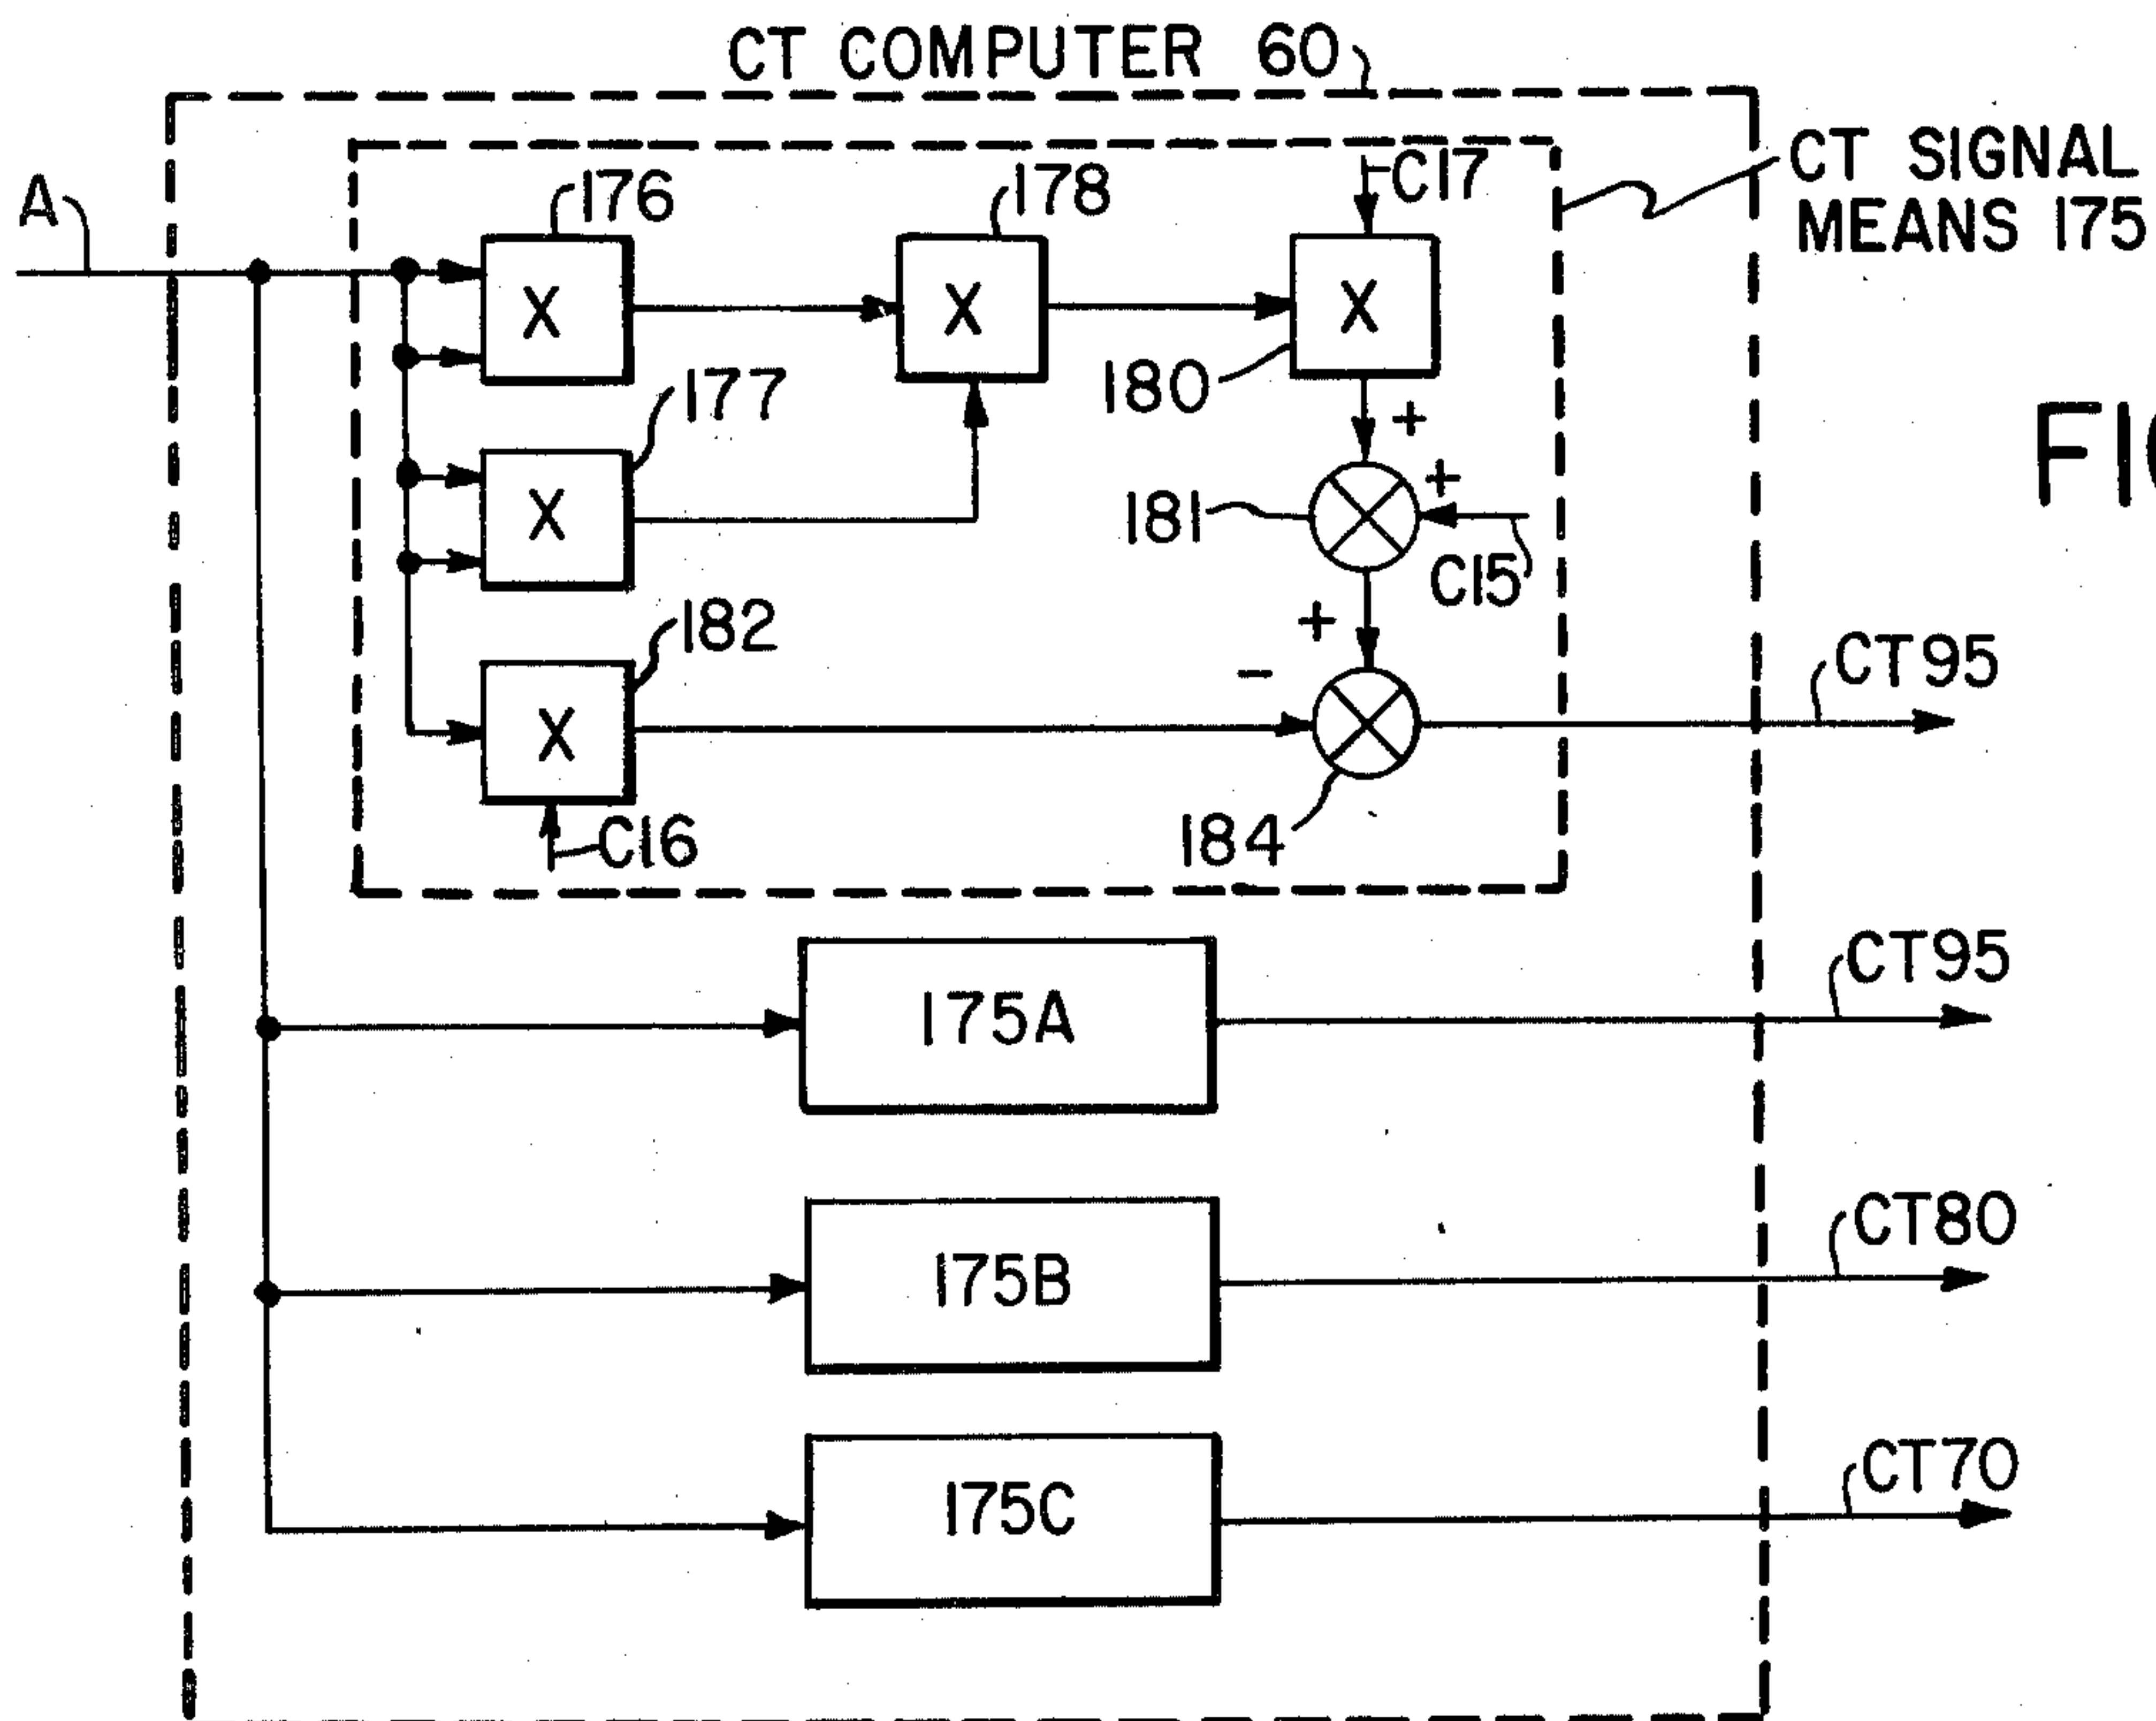 CT COMPUTER 60
CT SIGNAL
MEANS 175
A
176
178
C17
X
X
X
180
177
+
+
181
X
C15
182
+
-
CT95
X
184
C16
CT95
175A
CT80
175B
CT70
175C